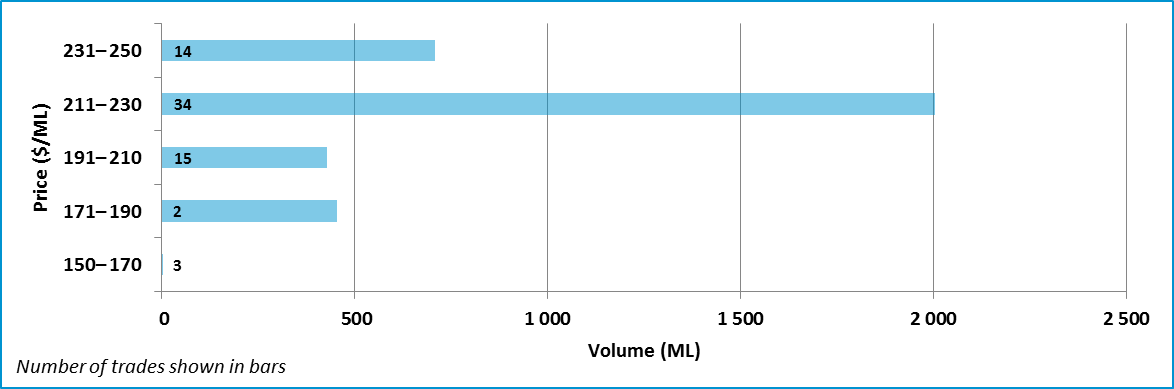 231–250
14
211–230
34
191–210
15
171–190
2
150–170
3
Price ($/ML)
0 500 1 000 1 500 2 000 2 500
Volume (ML)
Number of trades shown in bars